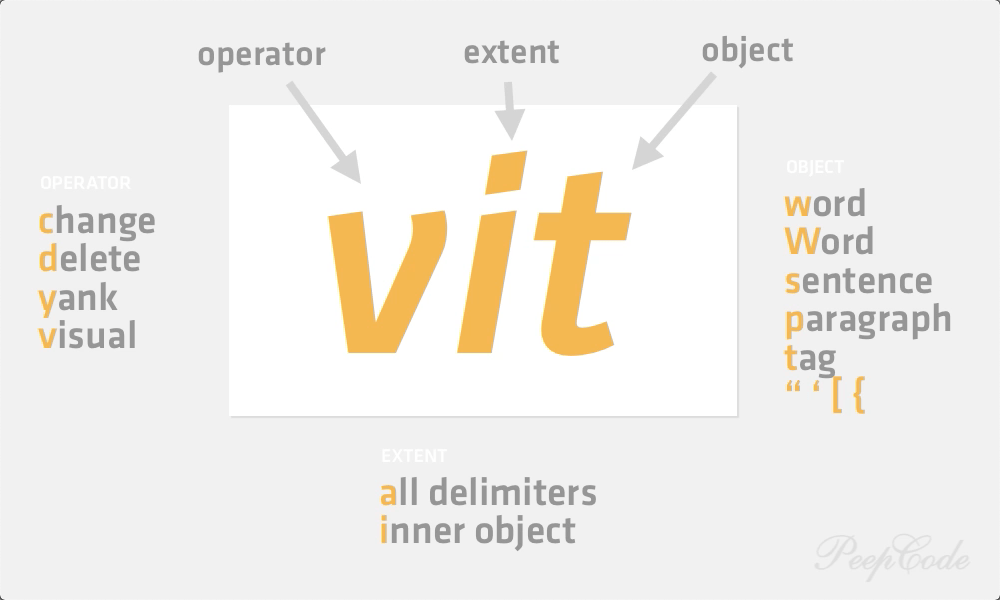 operator
extent
object
vit
OPERATOR
change
delete
yank
visual
OBJECT
word
Word
sentence
paragraph
tag
“ ‘ [ {
EXTENT
all delimiters
inner object
PeepCode